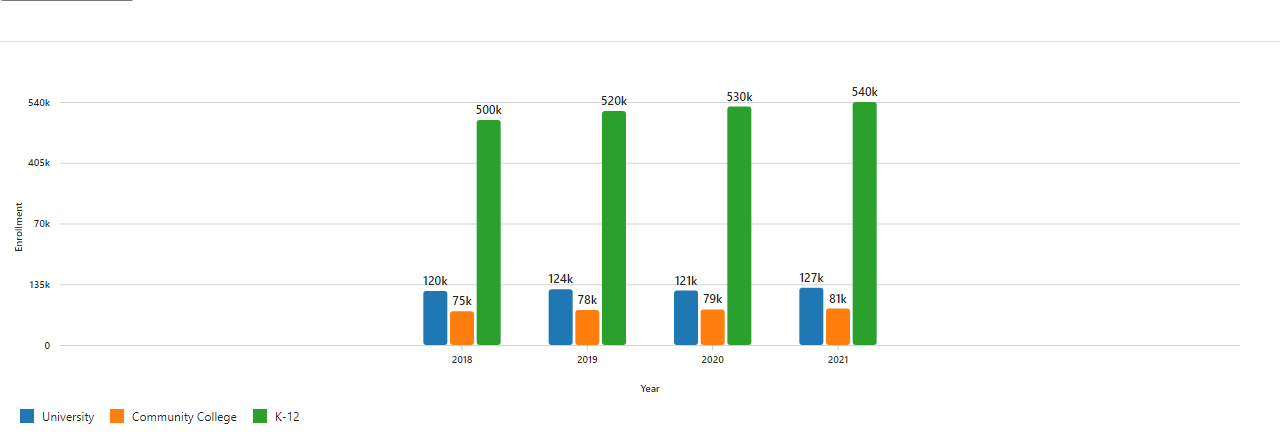 540k
405k
70k
135k
0
Enrollment
120k
75k
500k
124k
78k
520k
121k
79k
530k
127k
81k
540k
2018 2019 2020 2021
Year
University Community College K-12